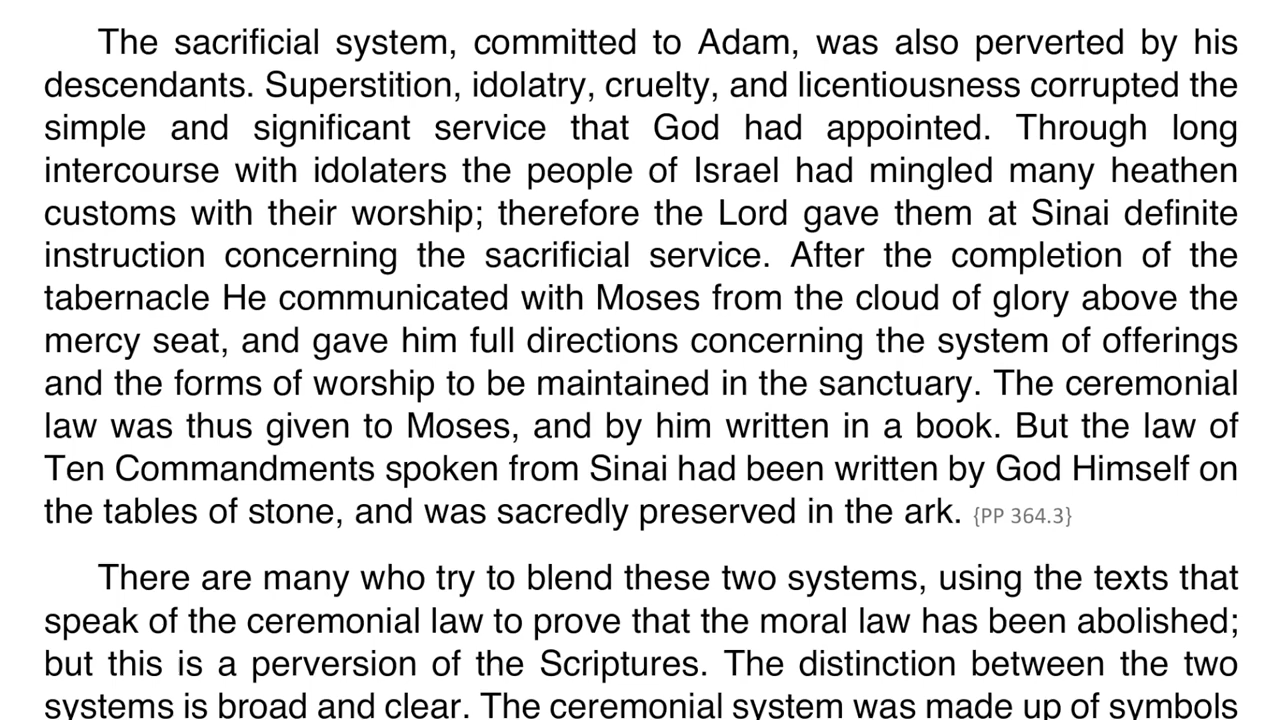 The sacrificial system, committed to Adam, was also perverted by his
descendants. Superstition, idolatry, cruelty, and licentiousness corrupted the
simple and significant service that God had appointed. Through long
intercourse with idolaters the people of Israel had mingled many heathen
customs with their worship; therefore the Lord gave them at Sinai definite
instruction concerning the sacrificial service. After the completion of the
tabernacle He communicated with Moses from the cloud of glory above the
mercy seat, and gave him full directions concerning the system of offerings
and the forms of worship to be maintained in the sanctuary. The ceremonial
law was thus given to Moses, and by him written in a book. But the law of
Ten Commandments spoken from Sinai had been written by God Himself on
the tables of stone, and was sacredly preserved in the ark. {PP 364.3}
There are many who try to blend these two systems, using the texts that
speak of the ceremonial law to prove that the moral law has been abolished;
but this is a perversion of the Scriptures. The distinction between the two
systems is broad and clear. The ceremonial system was made up of symbols